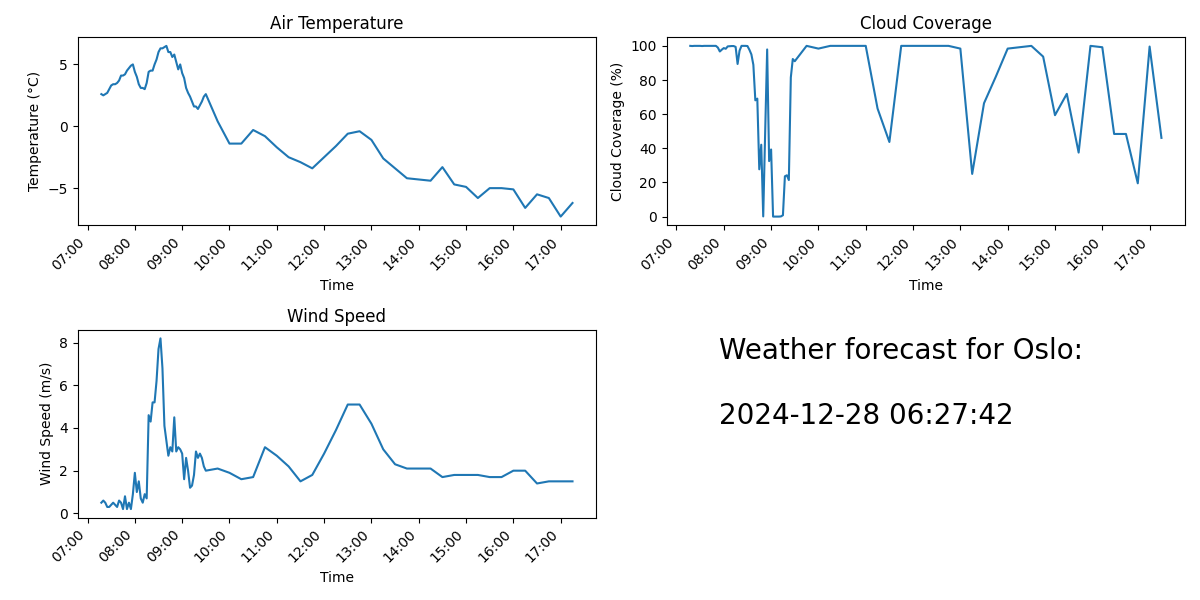 Air Temperature
Temperature (°C)
5
0
−5
07:00 08:00 09:00 10:00 11:00 12:00 13:00 14:00 15:00 16:00 17:00
Time
Cloud Coverage
Cloud Coverage (%)
100
80
60
40
20
0
07:00 08:00 09:00 10:00 11:00 12:00 13:00 14:00 15:00 16:00 17:00
Time
Wind Speed
Wind Speed (m/s)
8
6
4
2
0
07:00 08:00 09:00 10:00 11:00 12:00 13:00 14:00 15:00 16:00 17:00
Time
Weather forecast for Oslo:
2024-12-28 06:27:42